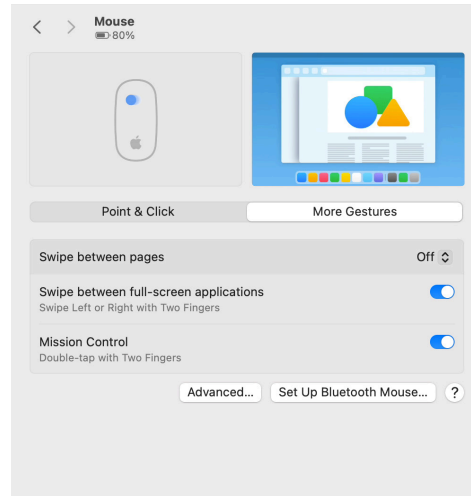 Mouse
80%
Point & Click
More Gestures
Swipe between pages
Off
Swipe between full-screen applications
Swipe Left or Right with Two Fingers
Mission Control
Double-tap with Two Fingers
Advanced...
Set Up Bluetooth Mouse...
?